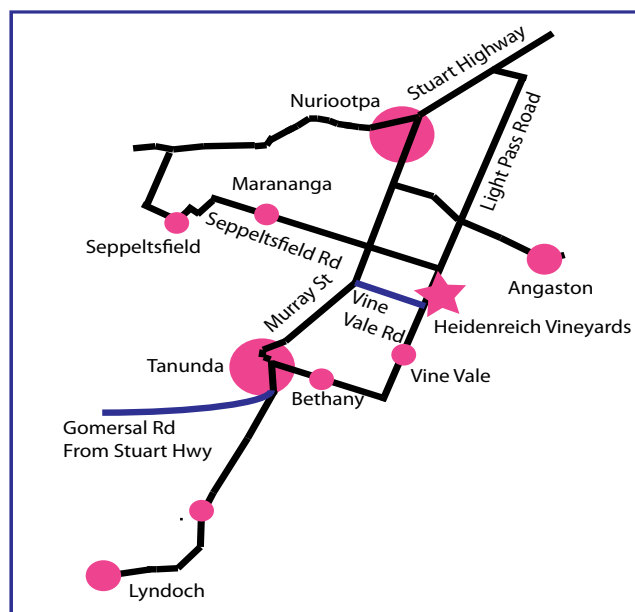 Stuart Highway
Nuriootpa
Light Pass Road
Marananga
Seppeltsfield Rd
Seppeltsfield
Angaston
Murray St
Vine
Vale Rd
Heidenreich Vineyards
Tanunda
Vine Vale
Bethany
Gomersal Rd
From Stuart Hwy
Lyndoch